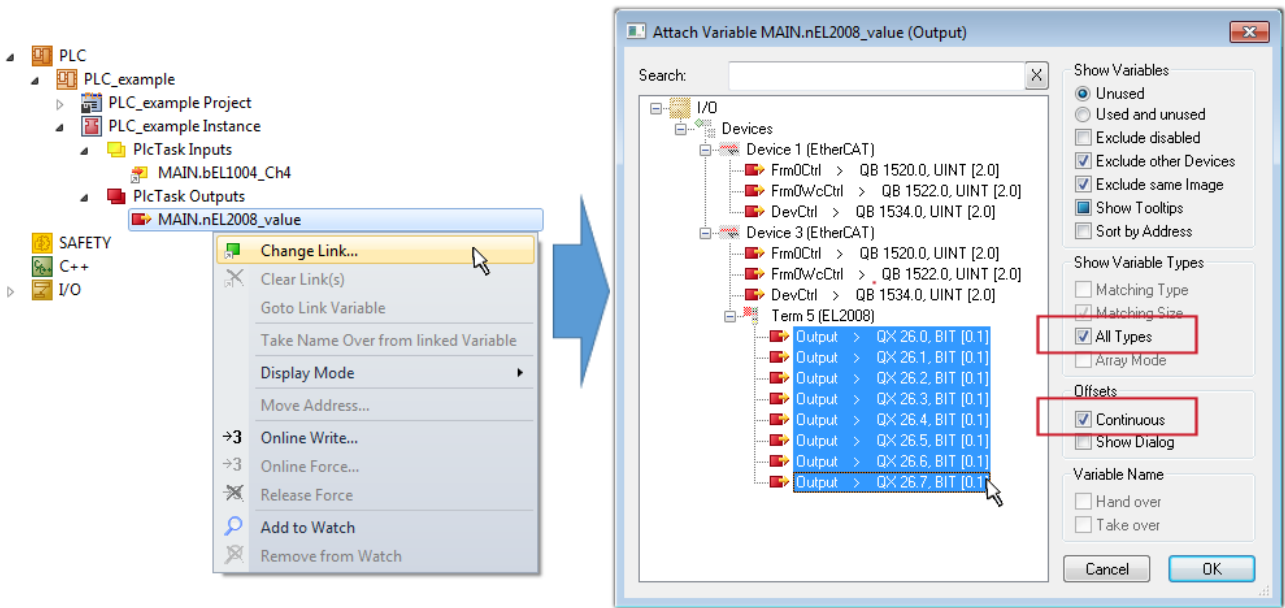 PLC
PLC_example
PLC_example Project
PLC_example Instance
PlcTask Inputs
MAIN.bEL1004_Ch4
PlcTask Outputs
MAIN.nEL2008_value
SAFETY
C++
I/O
Change Link...
Clear Link(s)
Goto Link Variable
Take Name Over from linked Variable
Display Mode
Move Address...
Online Write...
Online Force...
Release Force
Add to Watch
Remove from Watch
Attach Variable MAIN.nEL2008_value (Output)
Search:
I/O
Devices
Device 1 (EtherCAT)
Frm0Ctrl > QB 1520.0, UINT [2.0]
Frm0WcCtrl > QB 1522.0, UINT [2.0]
DevCtrl > QB 1534.0, UINT [2.0]
Device 3 (EtherCAT)
Frm0Ctrl > QB 1520.0, UINT [2.0]
Frm0WcCtrl > QB 1522.0, UINT [2.0]
DevCtrl > QB 1534.0, UINT [2.0]
Term 5 (EL2008)
Output > QX 26.0, BIT [0.1]
Output > QX 26.1, BIT [0.1]
Output > QX 26.2, BIT [0.1]
Output > QX 26.3, BIT [0.1]
Output > QX 26.4, BIT [0.1]
Output > QX 26.5, BIT [0.1]
Output > QX 26.6, BIT [0.1]
Output > QX 26.7, BIT [0.1]
Show Variables
Unused
Used and unused
Exclude disabled
Exclude other Devices
Exclude same Image
Show Tooltips
Sort by Address
Show Variable Types
Matching Type
Matching Size
All Types
Array Mode
Offsets
Continuous
Show Dialog
Variable Name
Hand over
Take over
Cancel
OK